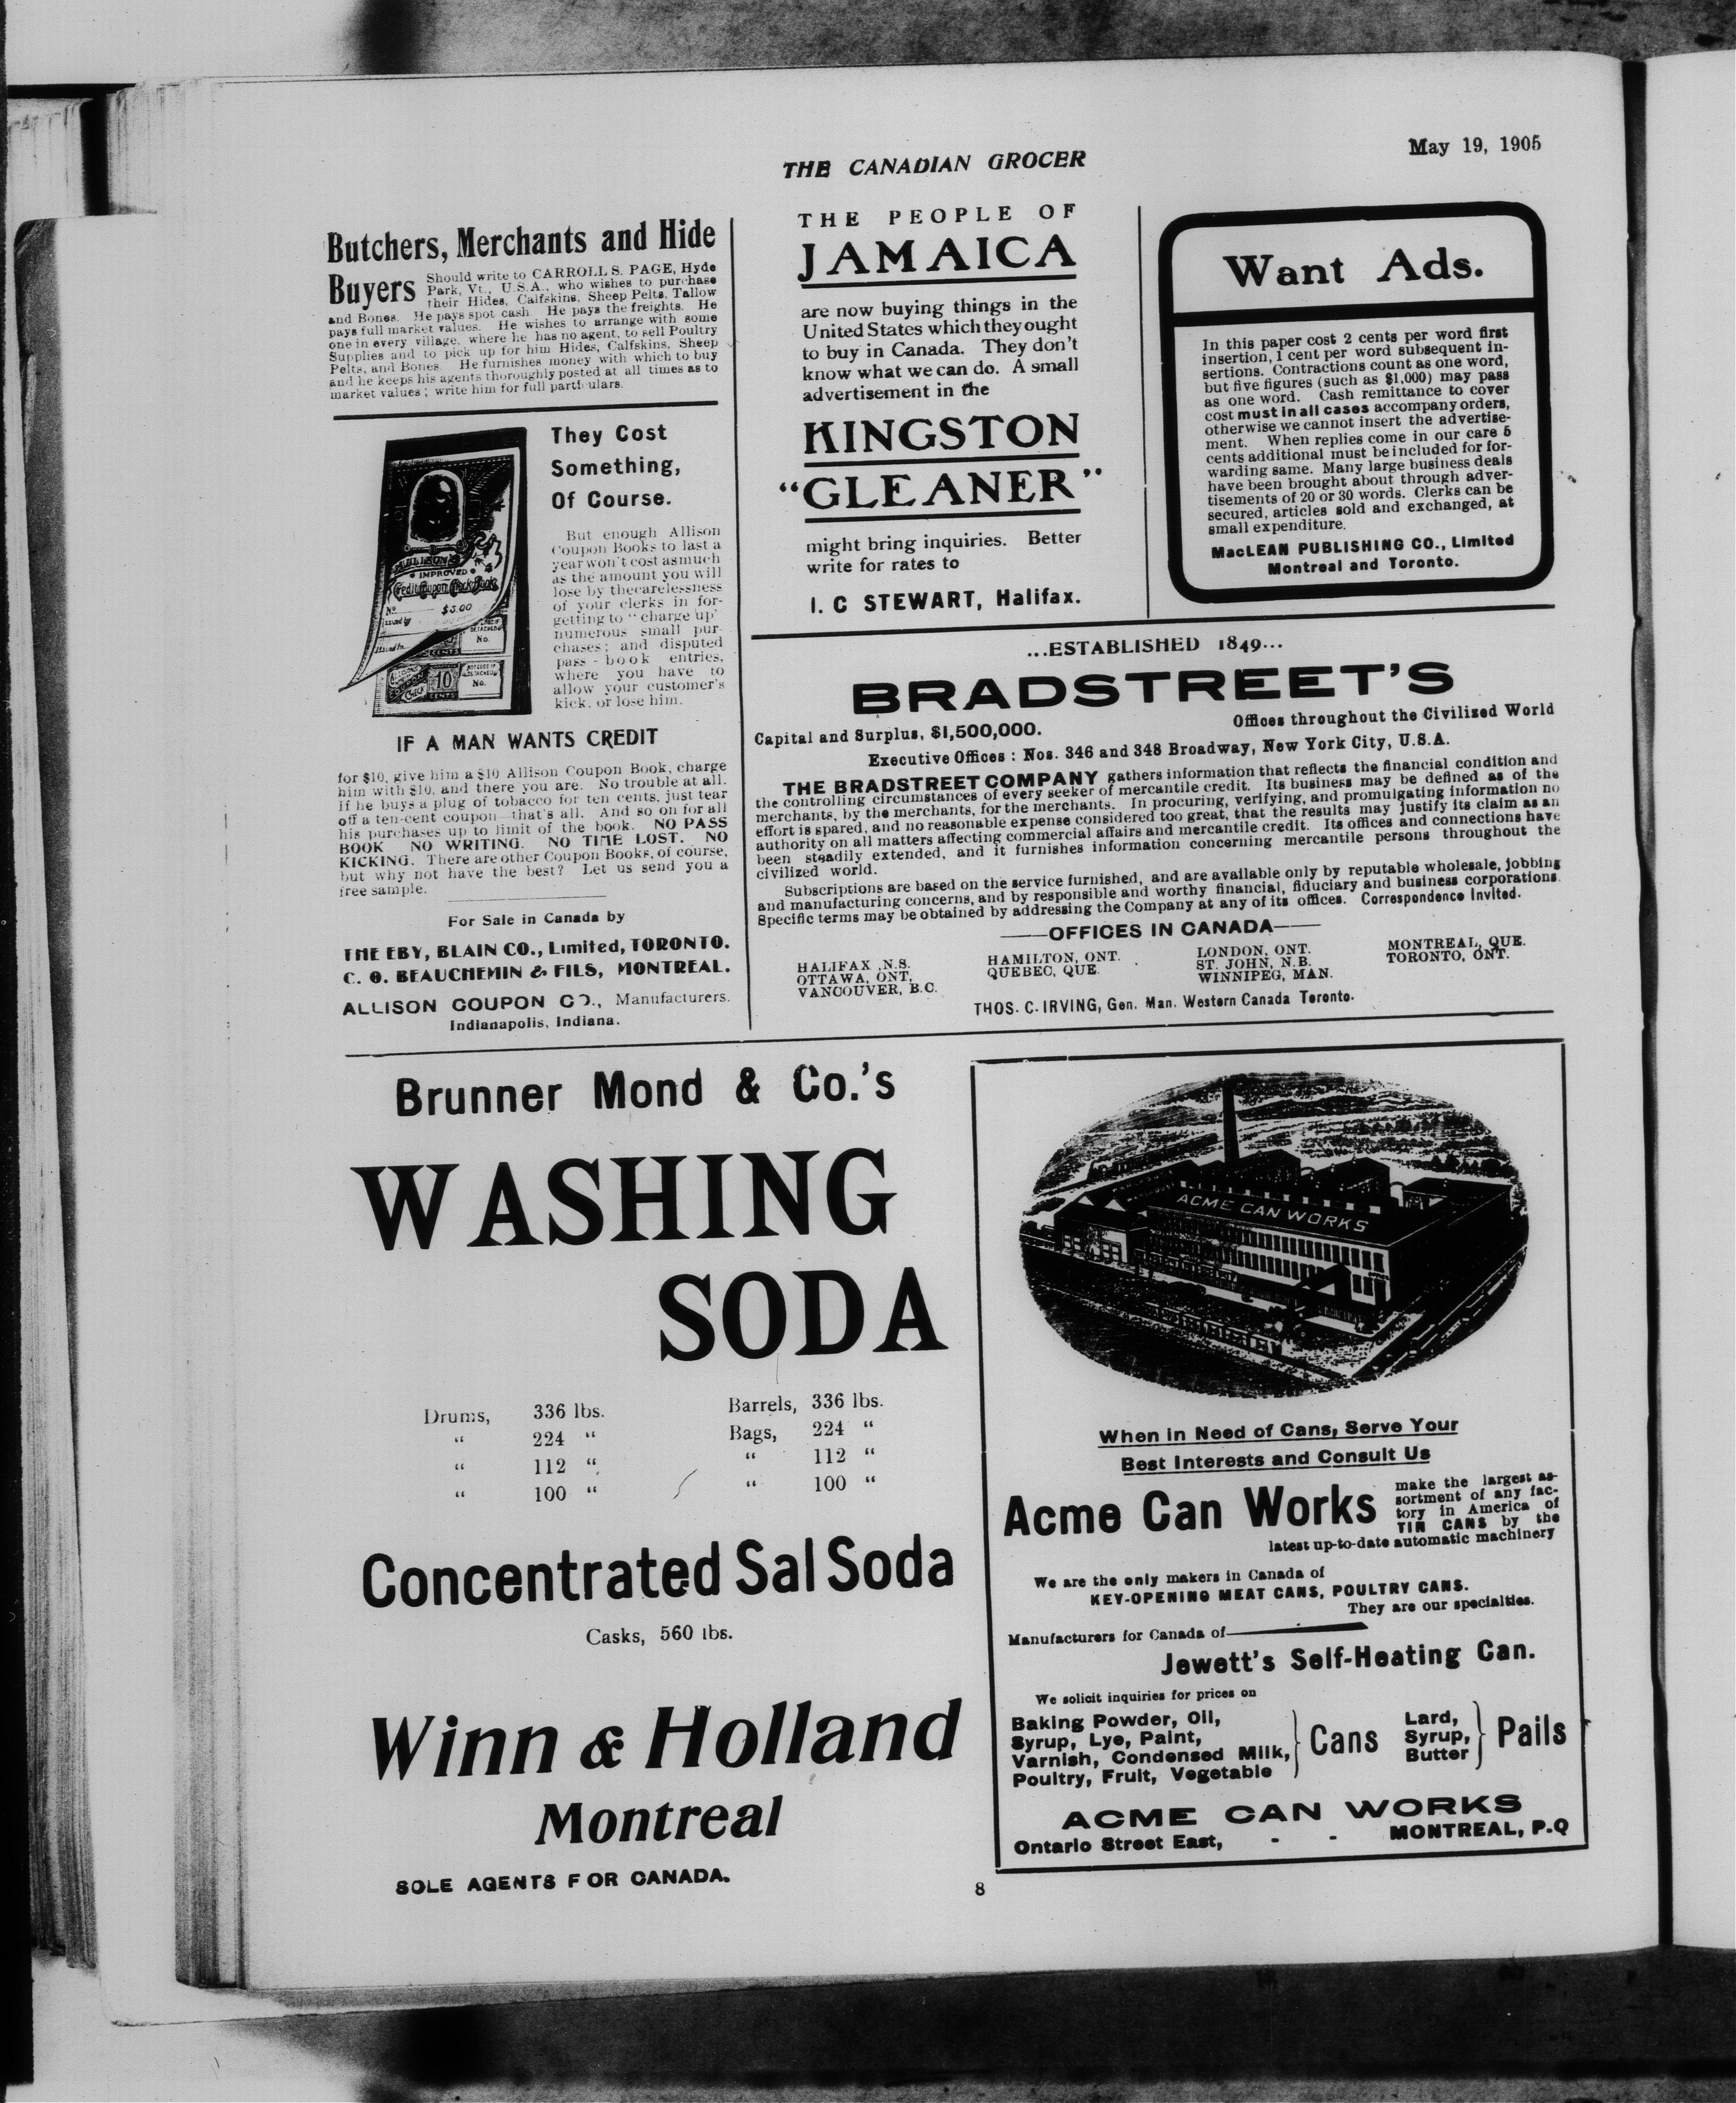 THE CANADIAN GROCER
May 19, 1905
Butchers, Merchants and Hide
Buyers
Should write to CARROLL S. PAGE, Hyde
Park, Vt., U.S.A., who wishes to purchase
their Hides, Calfskins, Sheep Pelts, Tallow
and Bones. He pays spot cash. He pays the freights. He
pays full market values. He wishes to arrange with some
one in every village, where he has no agent, to sell Poultry
Supplies and to pick up for him Hides, Calfskins, Sheep
Pelts, and Bones. He furnishes money with which to buy
and he keeps his agents thoroughly posted at all times as to
market values; write him for full particulars.
ALLISON'S
IMPROVED
Credit Coupon Check Book
No.
$5.00
Issued by
No.
10
CENTS
No.
They Cost
Something,
Of Course.
But enough Allison
Coupon Books to last a
year won't cost as much
as the amount you will
lose by the carelessness
of your clerks in for-
getting to "charge up"
numerous small pur-
chases; and disputed
pass-book entries,
where you have to
allow your customer's
kick, or lose him.
IF A MAN WANTS CREDIT
for $10, give him a $10 Allison Coupon Book, charge
him with $10, and there you are. No trouble at all.
If he buys a plug of tobacco for ten cents, just tear
off a ten-cent coupon—that's all. And so on for all
his purchases up to limit of the book. NO PASS
BOOK NO WRITING. NO TIME LOST. NO
KICKING. There are other Coupon Books, of course,
but why not have the best? Let us send you a
free sample.
For Sale in Canada by
THE EBY, BLAIN CO., Limited, TORONTO.
C. O. BEAUCHEMIN & FILS, MONTREAL.
ALLISON COUPON CO., Manufacturers.
Indianapolis, Indiana.
THE PEOPLE OF
JAMAICA
are now buying things in the
United States which they ought
to buy in Canada. They don't
know what we can do. A small
advertisement in the
KINGSTON
"GLEANER"
might bring inquiries. Better
write for rates to
I. C STEWART, Halifax.
Want Ads.
In this paper cost 2 cents per word first
insertion, 1 cent per word subsequent in-
sertions. Contractions count as one word,
but five figures (such as $1,000) may pass
as one word. Cash remittance to cover
cost must in all cases accompany orders,
otherwise we cannot insert the advertise-
ment. When replies come in our care 5
cents additional must be included for for-
warding same. Many large business deals
have been brought about through adver-
tisements of 20 or 30 words. Clerks can be
secured, articles sold and exchanged, at
small expenditure.
MacLEAN PUBLISHING CO., Limited
Montreal and Toronto.
...ESTABLISHED 1849...
BRADSTREET'S
Capital and Surplus, $1,500,000.
Offices throughout the Civilized World
Executive Offices: Nos. 346 and 348 Broadway, New York City, U.S.A.
THE BRADSTREET COMPANY gathers information that reflects the financial condition and
the controlling circumstances of every seeker of mercantile credit. Its business may be defined as of the
merchants, by the merchants, for the merchants. In procuring, verifying, and promulgating information no
effort is spared, and no reasonable expense considered too great, that the results may justify its claim as an
authority on all matters affecting commercial affairs and mercantile credit. Its offices and connections have
been steadily extended, and it furnishes information concerning mercantile persons throughout the
civilized world.
Subscriptions are based on the service furnished, and are available only by reputable wholesale, jobbing
and manufacturing concerns, and by responsible and worthy financial, fiduciary and business corporations.
Specific terms may be obtained by addressing the Company at any of its offices. Correspondence Invited.
——OFFICES IN CANADA——
HALIFAX ,N.S. HAMILTON, ONT. LONDON, ONT. MONTREAL, QUE.
OTTAWA, ONT. QUEBEC, QUE. ST. JOHN, N.B. TORONTO, ONT.
VANCOUVER, B.C. WINNIPEG, MAN.
THOS. C. IRVING, Gen. Man. Western Canada Toronto.
Brunner Mond & Co.'s
WASHING
SODA
Drums, 336 lbs. Barrels, 336 lbs.
" 224 " Bags, 224 "
" 112 " " 112 "
" 100 " " 100 "
Concentrated Sal Soda
Casks, 560 lbs.
Winn & Holland
Montreal
SOLE AGENTS FOR CANADA.
ACME CAN WORKS
When in Need of Cans, Serve Your
Best Interests and Consult Us
Acme Can Works
make the largest as-
sortment of any fac-
tory in America of
TIN CANS by the
latest up-to-date automatic machinery
We are the only makers in Canada of
KEY-OPENING MEAT CANS, POULTRY CANS.
They are our specialties.
Manufacturers for Canada of
Jewett's Self-Heating Can.
We solicit inquiries for prices on
Baking Powder, Oil,
Syrup, Lye, Paint,
Varnish, Condensed Milk,
Poultry, Fruit, Vegetable
Cans
Lard,
Syrup,
Butter
Pails
ACME CAN WORKS
Ontario Street East, - - MONTREAL, P.Q
8